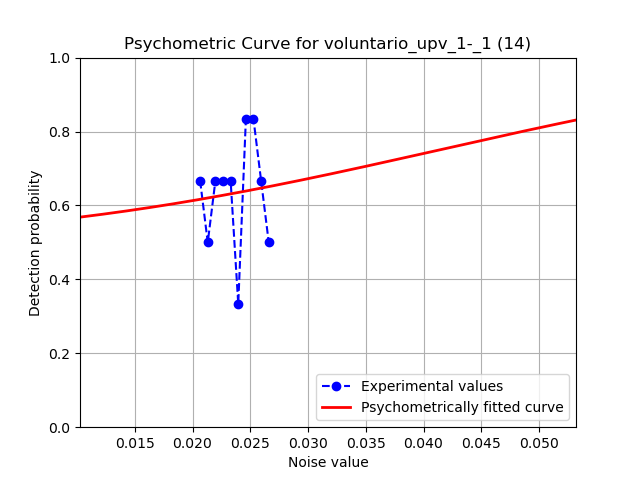 Psychometric Curve for voluntario_upv_1-_1 (14)
1.0
0.8
0.6
0.4
0.2
0.0
Detection probability
0.015 0.020 0.025 0.030 0.035 0.040 0.045 0.050
Noise value
Experimental values
Psychometrically fitted curve